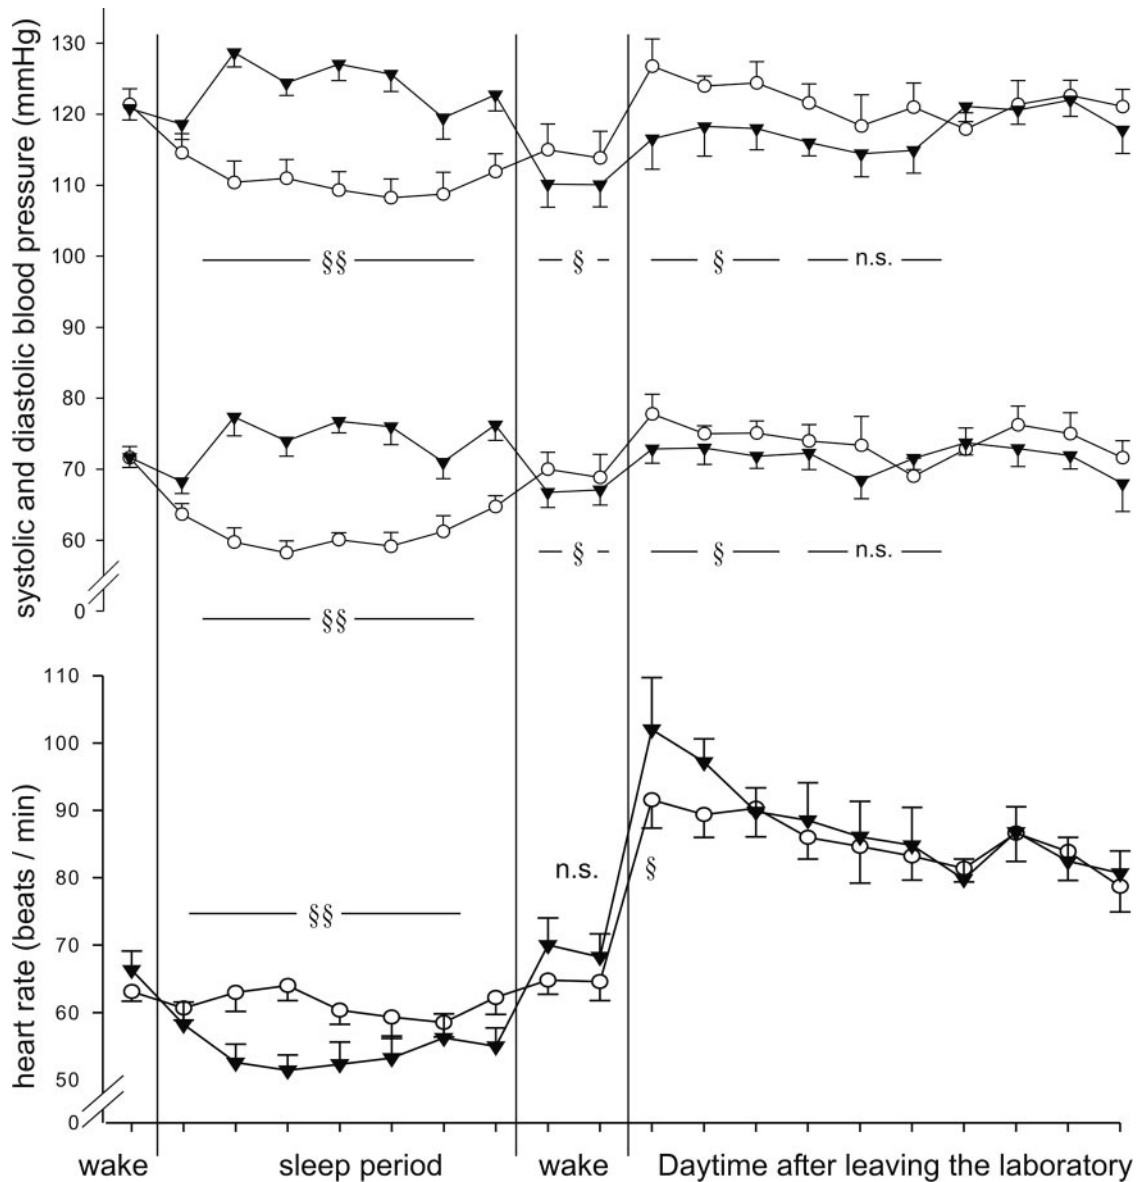 systolic and diastolic blood pressure (mmHg)
130
120
110
100
90
80
70
60
0
§§
§
§
n.s.
§
§
n.s.
§§
heart rate (beats / min)
110
100
90
80
70
60
50
0
§§
n.s.
§
wake
sleep period
wake
Daytime after leaving the laboratory